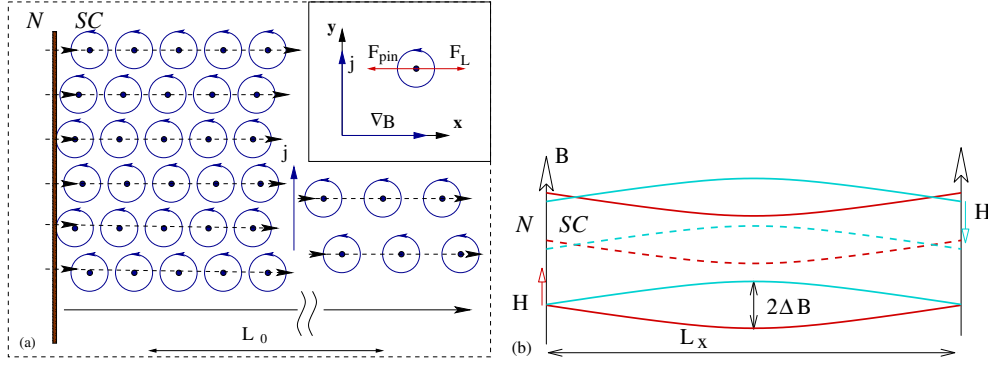 N SC
y
j
F_pin F_L
∇B x
j
(a)
L_0
B
H
N SC
H
2ΔB
L_x
(b)